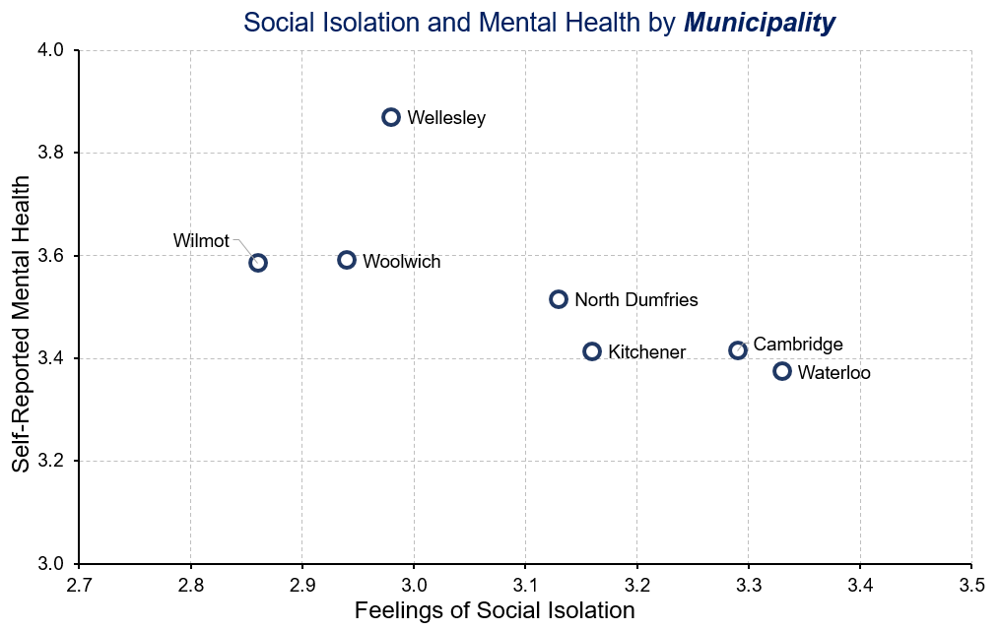 Social Isolation and Mental Health by Municipality
4.0
3.8
3.6
3.4
3.2
3.0
Self-Reported Mental Health
Wellesley
Wilmot
Woolwich
North Dumfries
Kitchener
Cambridge
Waterloo
2.7 2.8 2.9 3.0 3.1 3.2 3.3 3.4 3.5
Feelings of Social Isolation